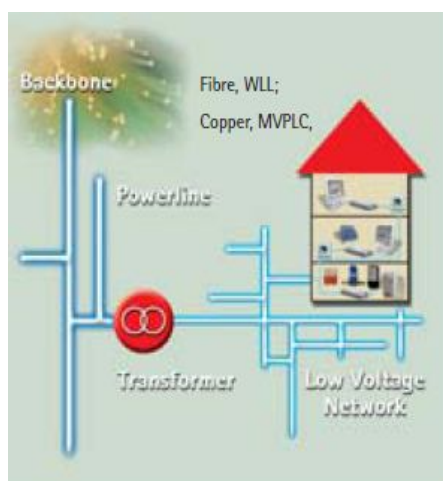 Backbone
Fibre, WLL;
Copper, MVPLC,
Powerline
Transformer
Low Voltage
Network